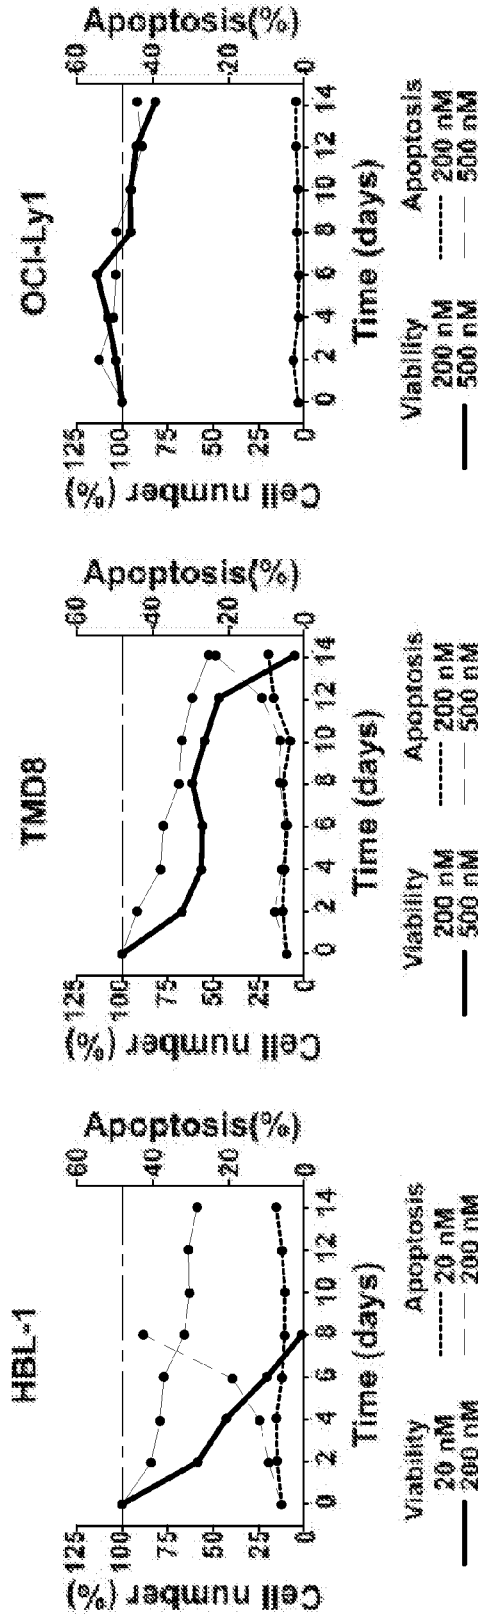 HBL-1
Cell number (%)
125
100
75
50
25
0
Apoptosis(%)
60
40
20
0
0 2 4 6 8 10 12 14
Time (days)
Viability Apoptosis
20 nM 20 nM
200 nM 200 nM
TMD8
Cell number (%)
125
100
75
50
25
0
Apoptosis(%)
60
40
20
0
0 2 4 6 8 10 12 14
Time (days)
Viability Apoptosis
200 nM 200 nM
500 nM 500 nM
OCI-Ly1
Cell number (%)
125
100
75
50
25
0
Apoptosis(%)
60
40
20
0
0 2 4 6 8 10 12 14
Time (days)
Viability Apoptosis
200 nM 200 nM
500 nM 500 nM